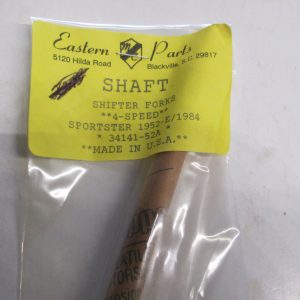 Eastern MC Parts
5120 Hilda Road Blackville, S.C. 29817
SHAFT
SHIFTER FORKS
**4-SPEED**
SPORTSTER 1952-E/1984
* 34141-52A *
**MADE IN U.S.A.**